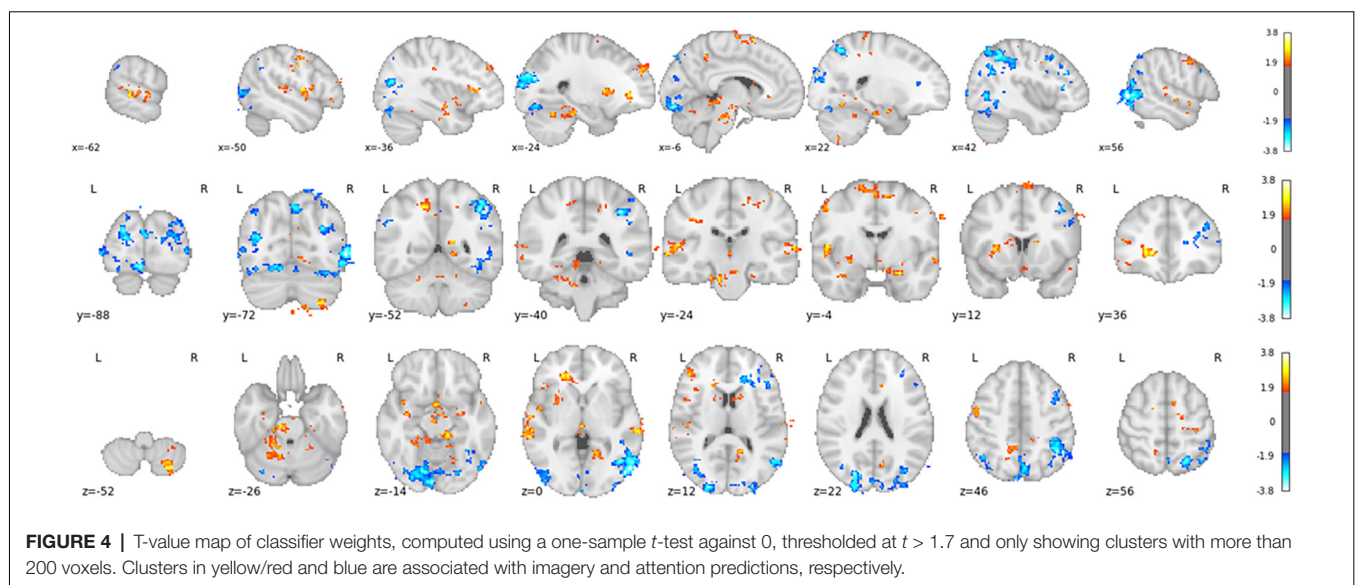 3.8
1.9
0
-1.9
-3.8
x=-62 x=-50 x=-36 x=-24 x=-6 x=22 x=42 x=56
L R L R L R L R L R L R L R L R
3.8
1.9
0
-1.9
-3.8
y=-88 y=-72 y=-52 y=-40 y=-24 y=-4 y=12 y=36
L R L R L R L R L R L R L R L R
3.8
1.9
0
-1.9
-3.8
z=-52 z=-26 z=-14 z=0 z=12 z=22 z=46 z=56
FIGURE 4 | T-value map of classifier weights, computed using a one-sample t-test against 0, thresholded at t > 1.7 and only showing clusters with more than
200 voxels. Clusters in yellow/red and blue are associated with imagery and attention predictions, respectively.